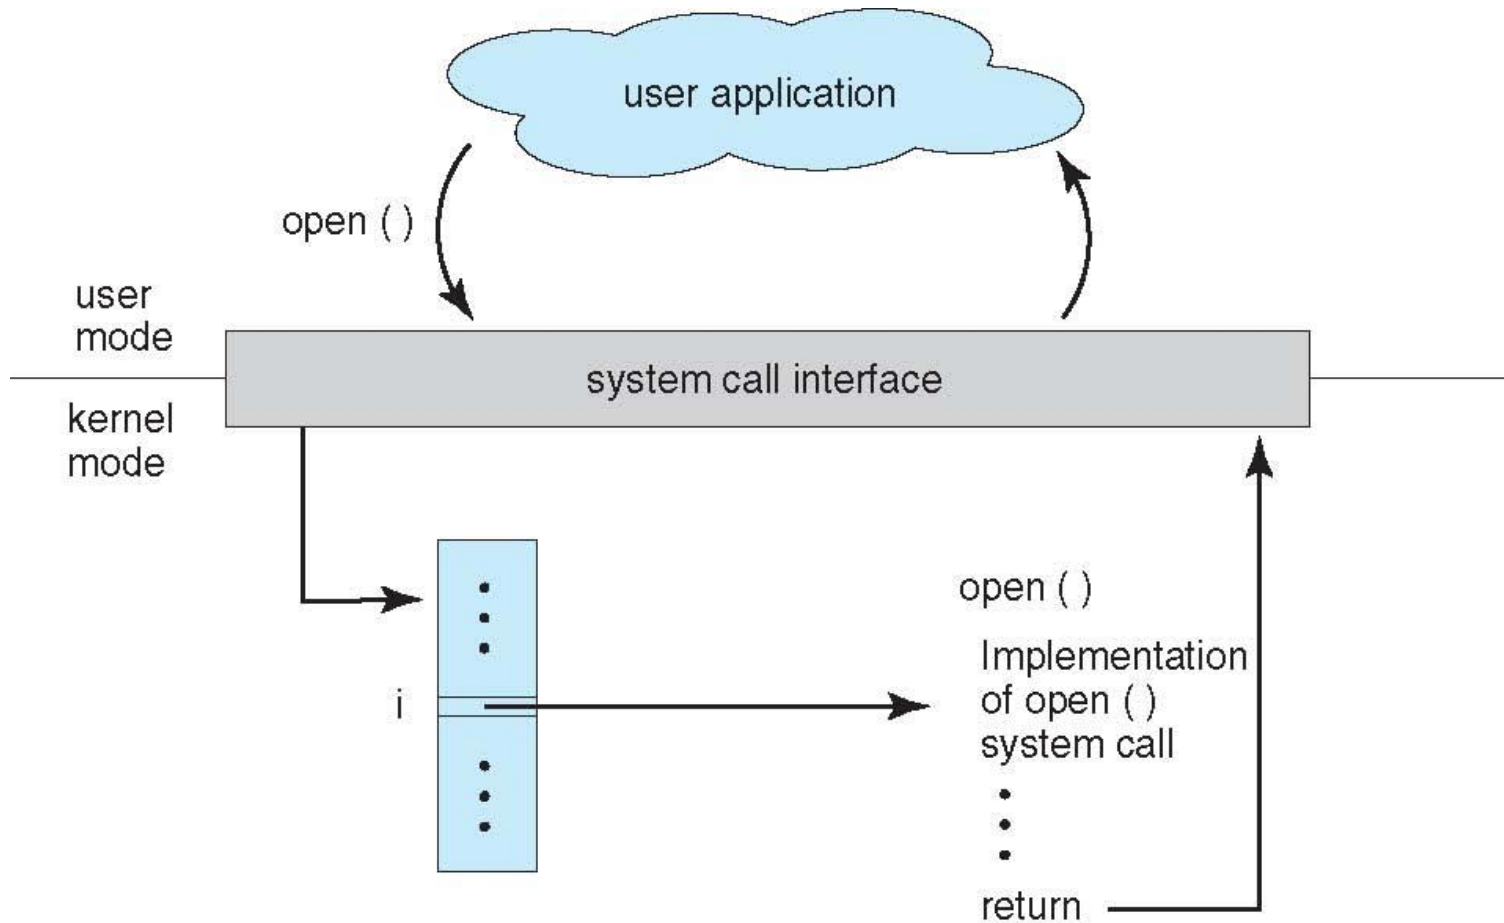 user application
open ( )
user
mode
system call interface
kernel
mode
open ( )
Implementation
of open ( )
system call
i
return